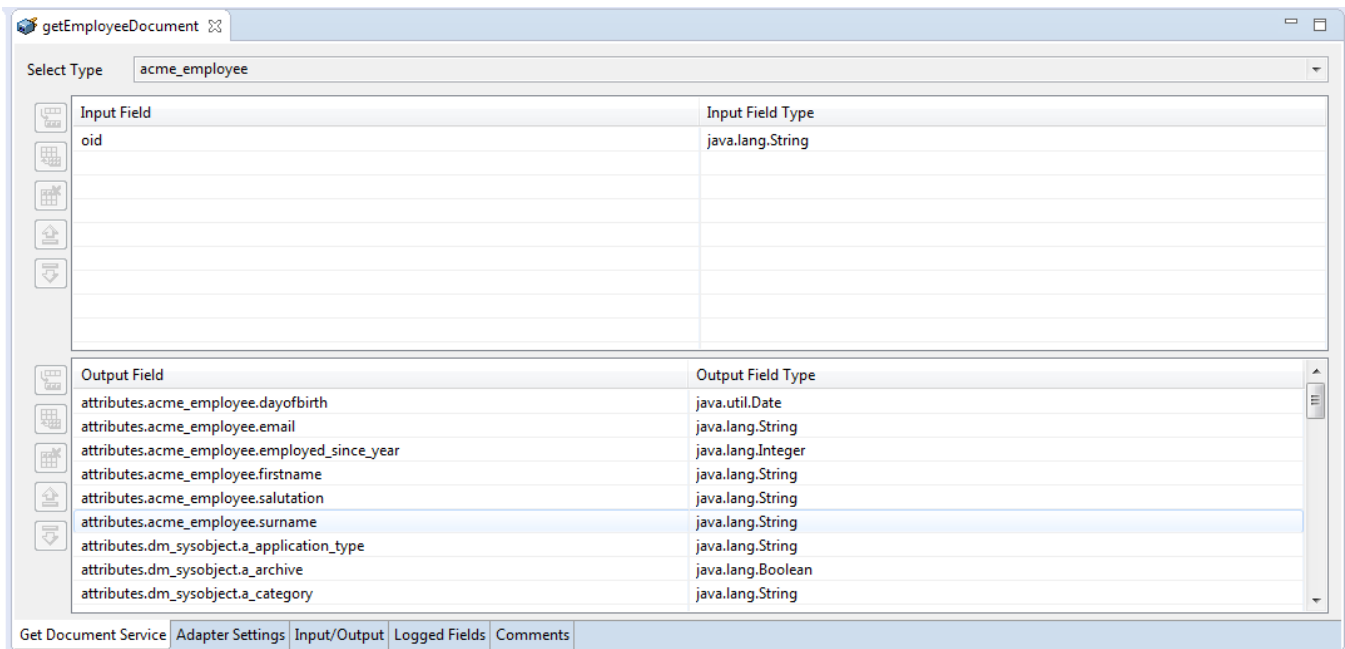 getEmployeeDocument
Select Type acme_employee
Input Field Input Field Type
oid java.lang.String
Output Field Output Field Type
attributes.acme_employee.dayofbirth java.util.Date
attributes.acme_employee.email java.lang.String
attributes.acme_employee.employed_since_year java.lang.Integer
attributes.acme_employee.firstname java.lang.String
attributes.acme_employee.salutation java.lang.String
attributes.acme_employee.surname java.lang.String
attributes.dm_sysobject.a_application_type java.lang.String
attributes.dm_sysobject.a_archive java.lang.Boolean
attributes.dm_sysobject.a_category java.lang.String
Get Document Service Adapter Settings Input/Output Logged Fields Comments